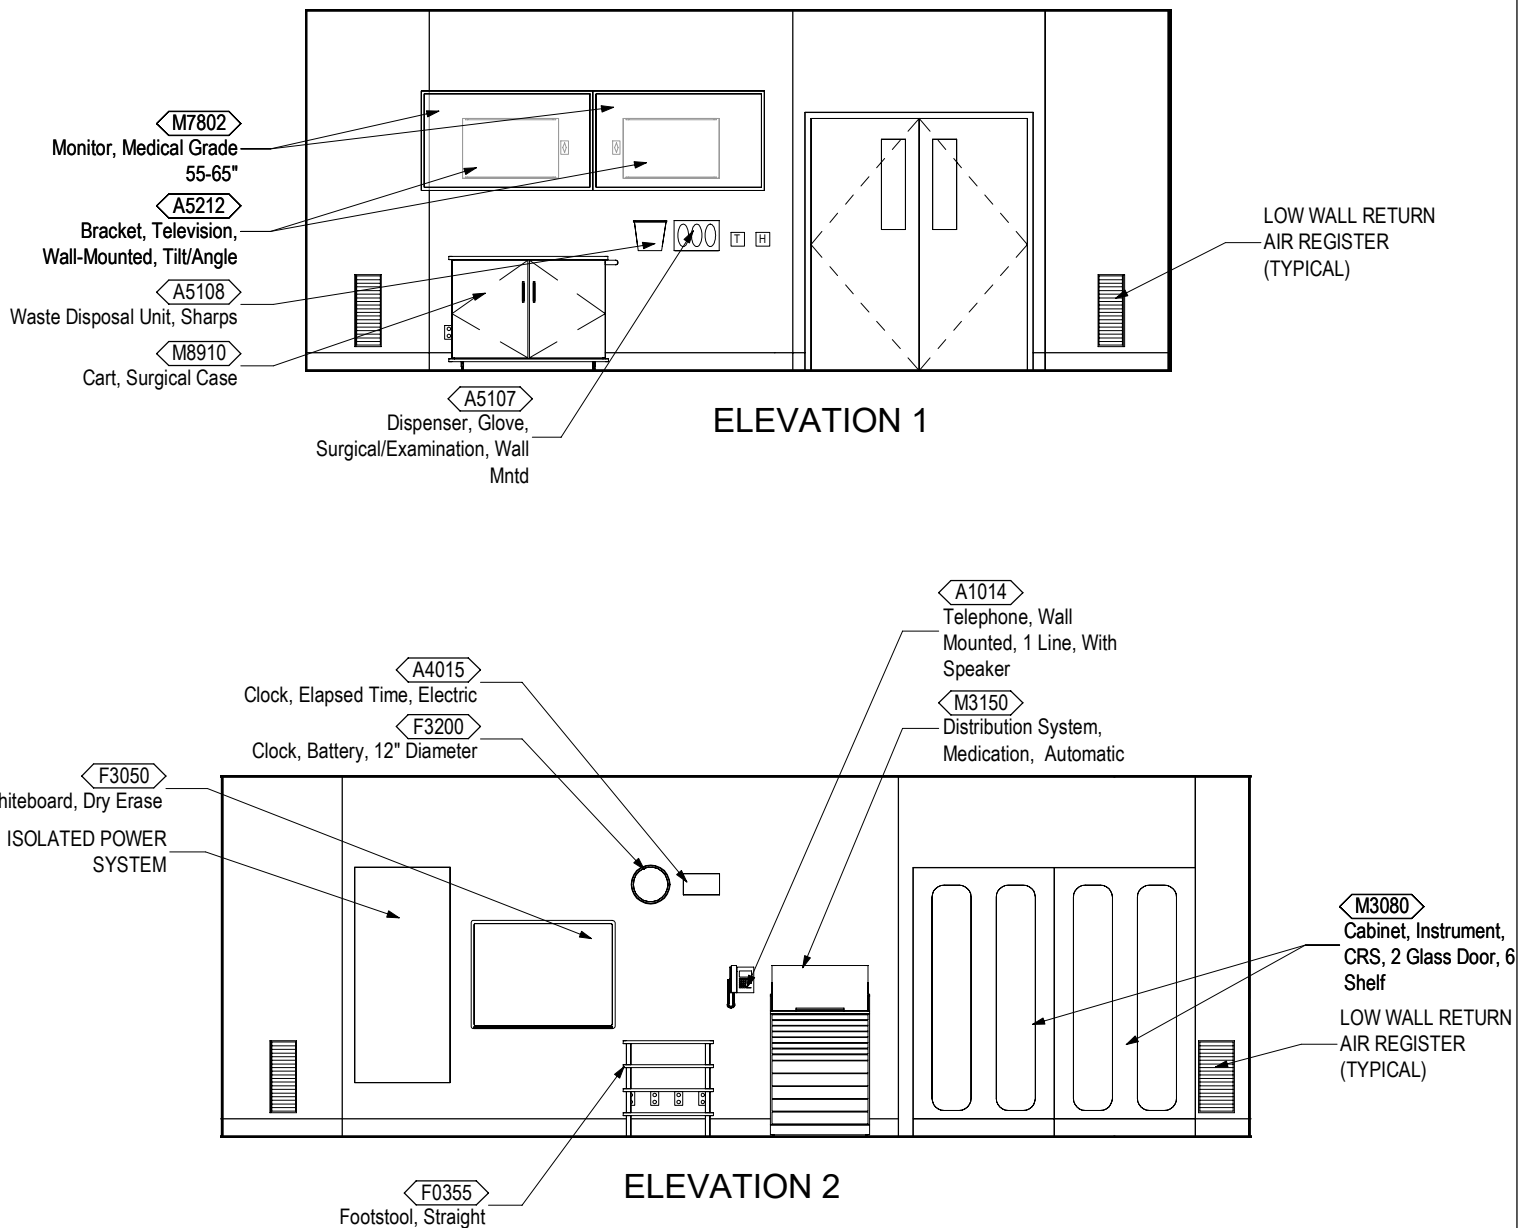 M7802
Monitor, Medical Grade
55-65"
A5212
Bracket, Television,
Wall-Mounted, Tilt/Angle
A5108
Waste Disposal Unit, Sharps
M8910
Cart, Surgical Case
A5107
Dispenser, Glove,
Surgical/Examination, Wall
Mntd
T
H
LOW WALL RETURN
AIR REGISTER
(TYPICAL)
ELEVATION 1
A1014
Telephone, Wall
Mounted, 1 Line, With
Speaker
M3150
Distribution System,
Medication, Automatic
A4015
Clock, Elapsed Time, Electric
F3200
Clock, Battery, 12" Diameter
F3050
hiteboard, Dry Erase
ISOLATED POWER
SYSTEM
M3080
Cabinet, Instrument,
CRS, 2 Glass Door, 6
Shelf
LOW WALL RETURN
AIR REGISTER
(TYPICAL)
F0355
Footstool, Straight
ELEVATION 2